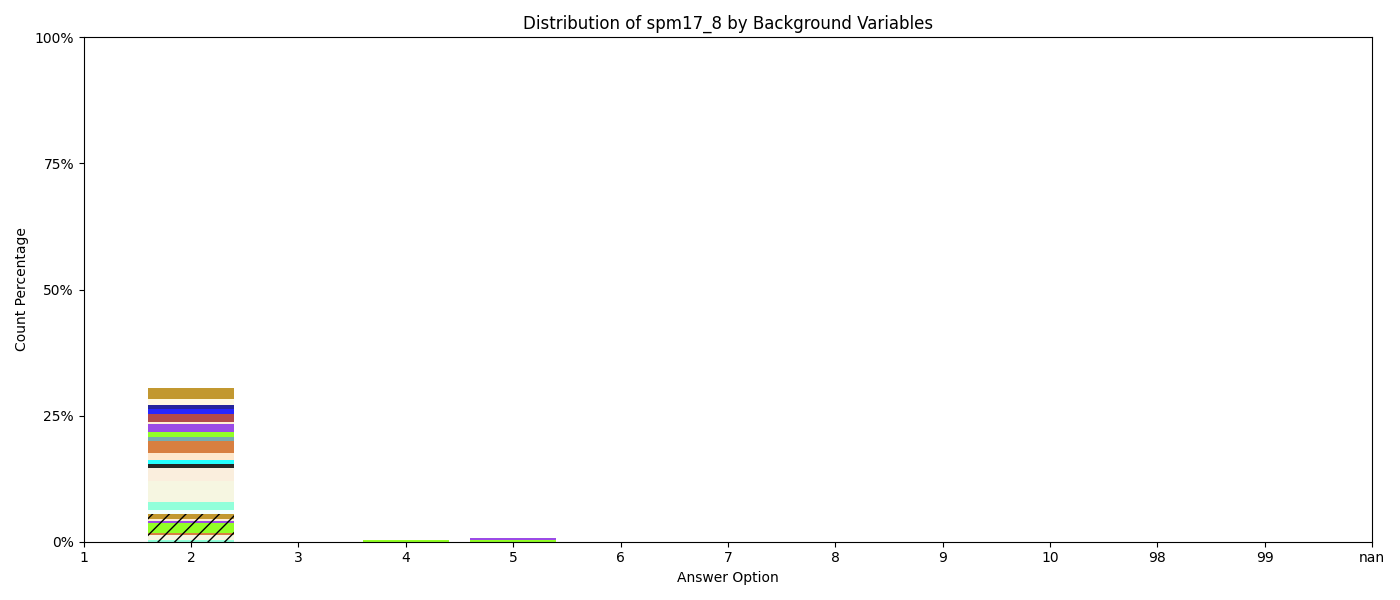 Distribution of spm17_8 by Background Variables
100%
75%
50%
25%
0%
Count Percentage
1 2 3 4 5 6 7 8 9 10 98 99 nan
Answer Option